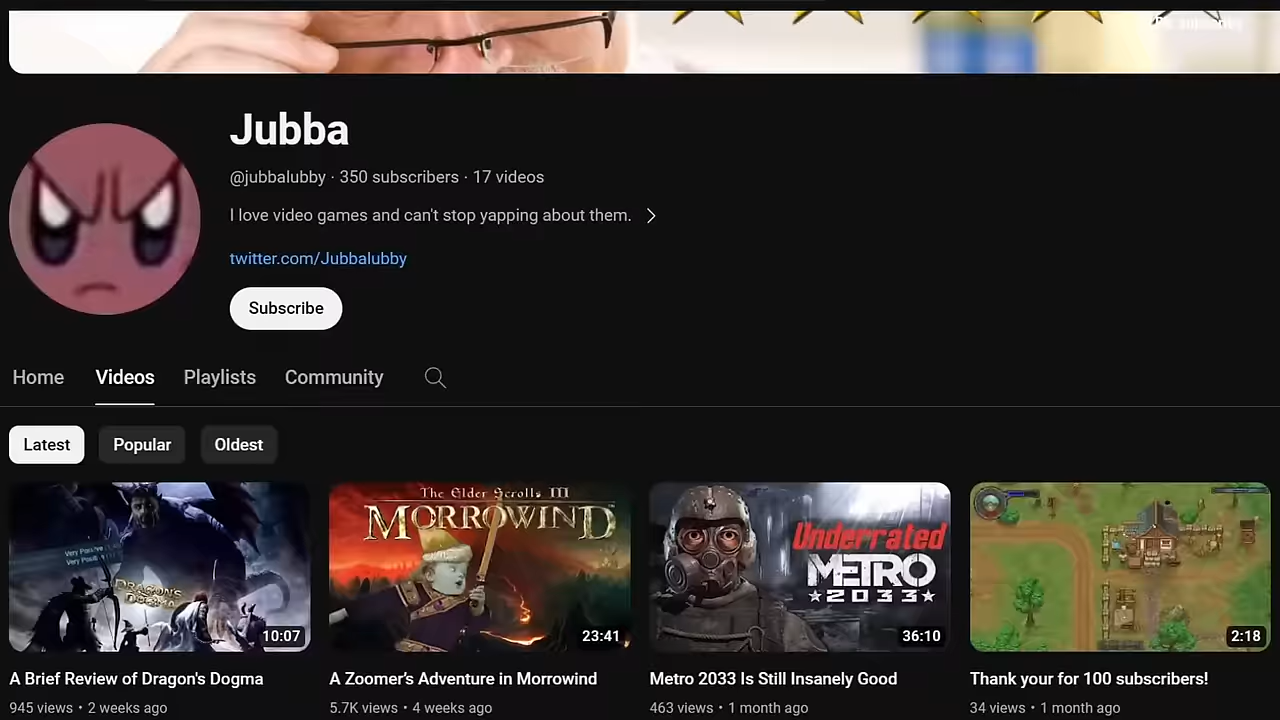 Jubba
@jubbalubby · 350 subscribers · 17 videos
I love video games and can't stop yapping about them.
twitter.com/Jubbalubby
Subscribe
Home Videos Playlists Community
Latest Popular Oldest
The Elder Scrolls III
MORROWIND
Underrated
METRO
2033
Very Positive
DRAGON'S
DOGMA
10:07
23:41
36:10
2:18
A Brief Review of Dragon's Dogma
945 views • 2 weeks ago
A Zoomer’s Adventure in Morrowind
5.7K views • 4 weeks ago
Metro 2033 Is Still Insanely Good
463 views • 1 month ago
Thank your for 100 subscribers!
34 views • 1 month ago